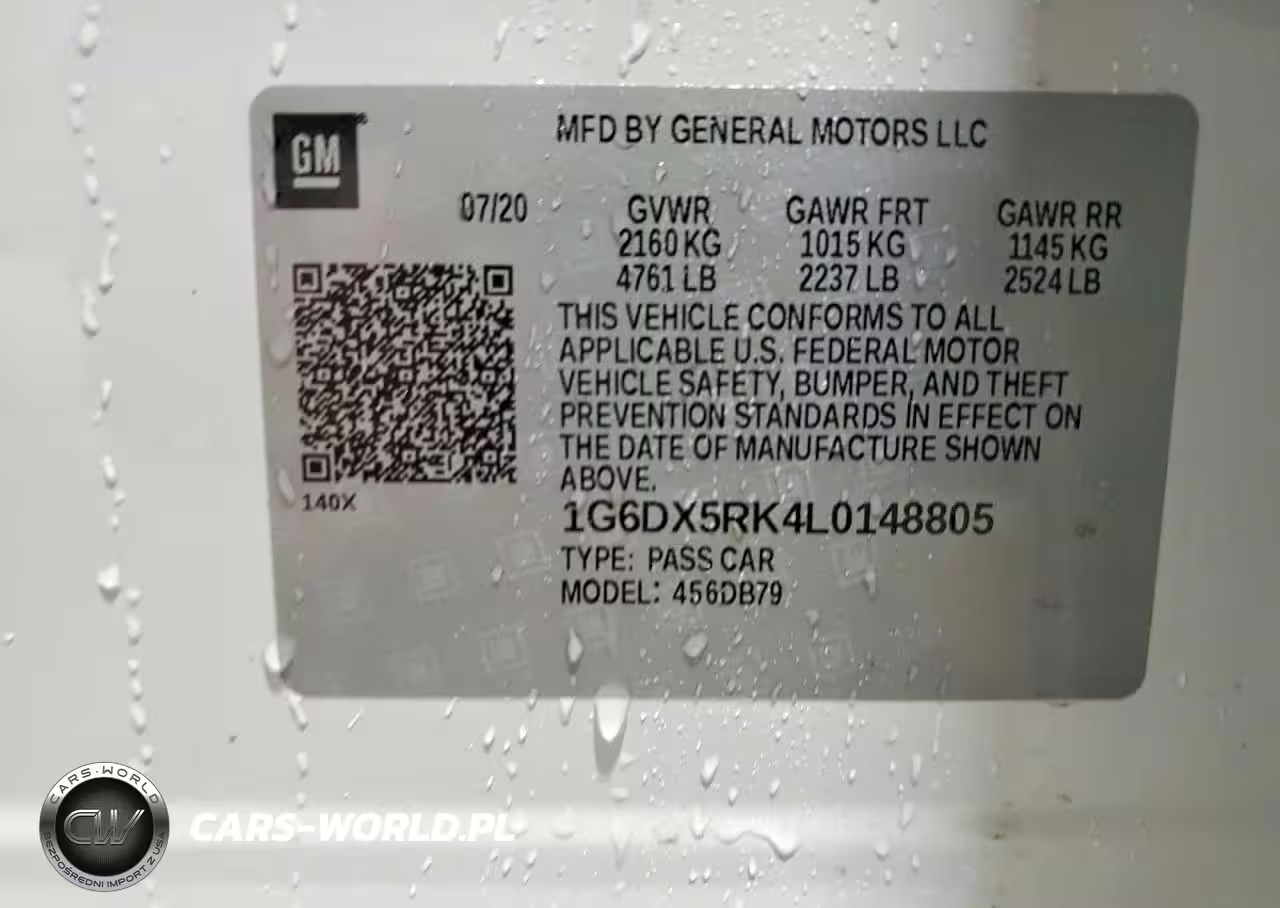 GM
MFD BY GENERAL MOTORS LLC
07/20 GVWR GAWR FRT GAWR RR
2160 KG 1015 KG 1145 KG
4761 LB 2237 LB 2524 LB
THIS VEHICLE CONFORMS TO ALL
APPLICABLE U.S. FEDERAL MOTOR
VEHICLE SAFETY, BUMPER, AND THEFT
PREVENTION STANDARDS IN EFFECT ON
THE DATE OF MANUFACTURE SHOWN
ABOVE.
140X
1G6DX5RK4L0148805
TYPE: PASS CAR
MODEL: 456DB79
CARS-WORLD
CW
BEZPOŚREDNI IMPORT Z USA
CARS-WORLD.PL